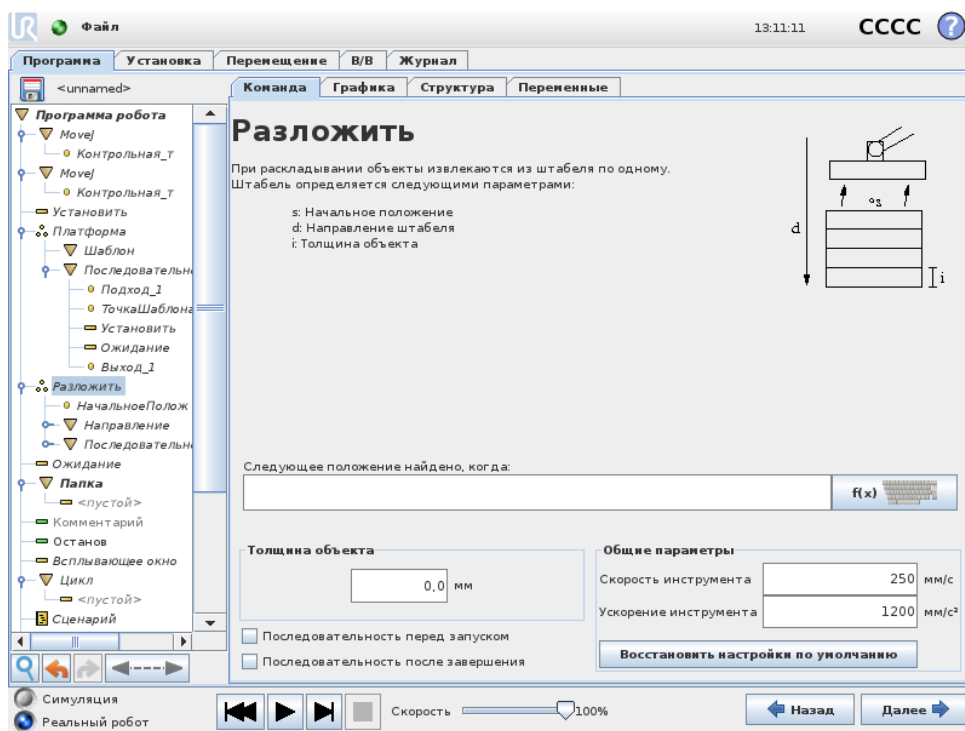 UR Файл 13:11:11 CCCC ?
Программа Установка Перемещение В/В Журнал
<unnamed>
Команда Графика Структура Переменные
Программа робота
MoveJ
Контрольная_т
MoveJ
Контрольная_т
Установить
Платформа
Шаблон
Последовательн
Подход_1
ТочкаШаблона
Установить
Ожидание
Выход_1
Разложить
НачальноеПолож
Направление
Последовательн
Ожидание
Папка
<пустой>
Комментарий
Останов
Всплывающее окно
Цикл
<пустой>
Сценарий
Разложить
При раскладывании объекты извлекаются из штабеля по одному.
Штабель определяется следующими параметрами:
s: Начальное положение
d: Направление штабеля
i: Толщина объекта
s
d
i
Следующее положение найдено, когда:
f(x)
Толщина объекта
0,0 мм
Последовательность перед запуском
Последовательность после завершения
Общие параметры
Скорость инструмента 250 мм/с
Ускорение инструмента 1200 мм/с²
Восстановить настройки по умолчанию
Симуляция
Реальный робот
Скорость 100%
Назад Далее